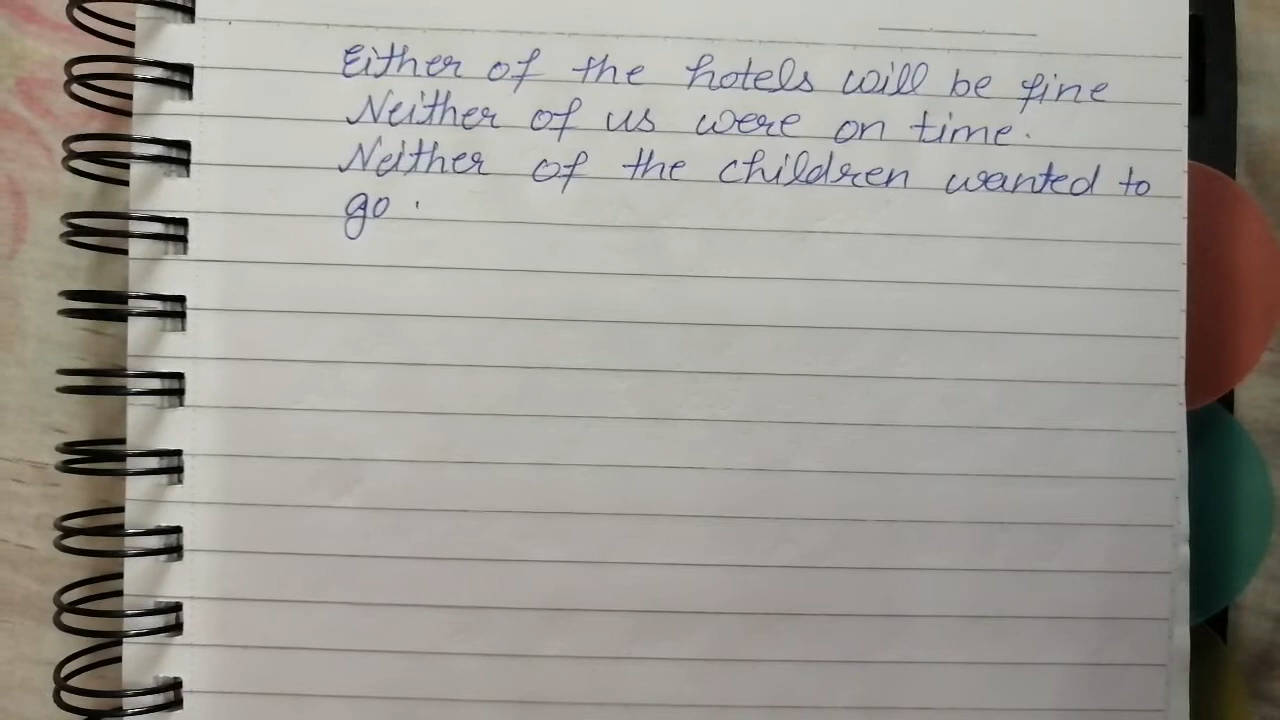 Either of the hotels will be fine
Neither of us were on time.
Neither of the children wanted to
go.